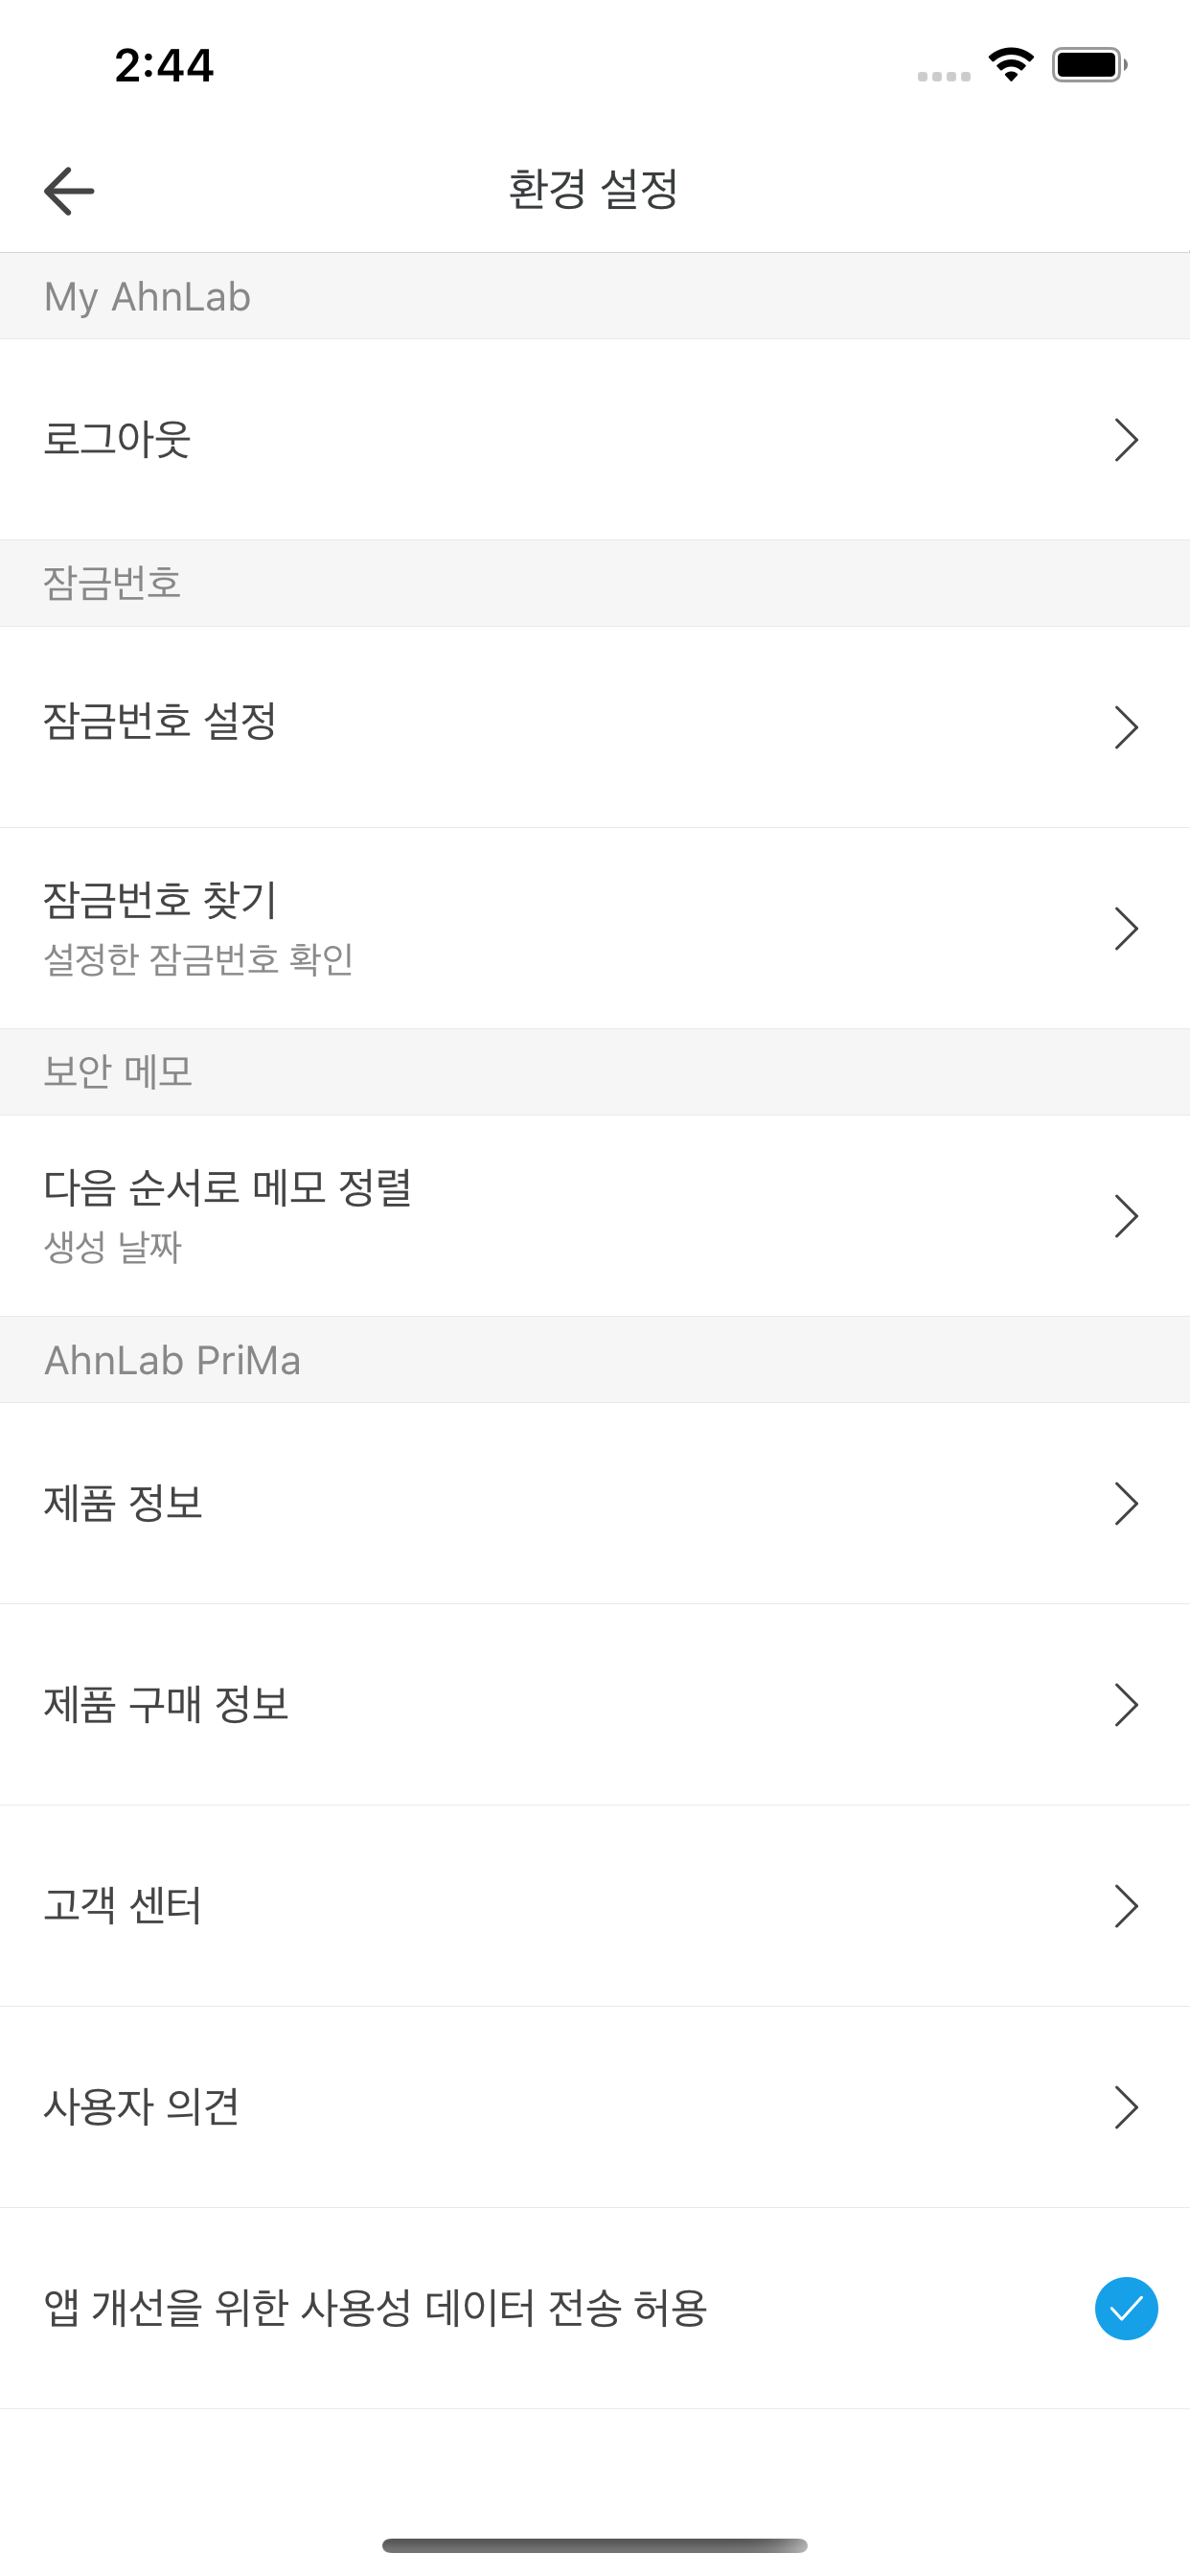 2:44
환경 설정
My AhnLab
로그아웃
잠금번호
잠금번호 설정
잠금번호 찾기
설정한 잠금번호 확인
보안 메모
다음 순서로 메모 정렬
생성 날짜
AhnLab PriMa
제품 정보
제품 구매 정보
고객 센터
사용자 의견
앱 개선을 위한 사용성 데이터 전송 허용